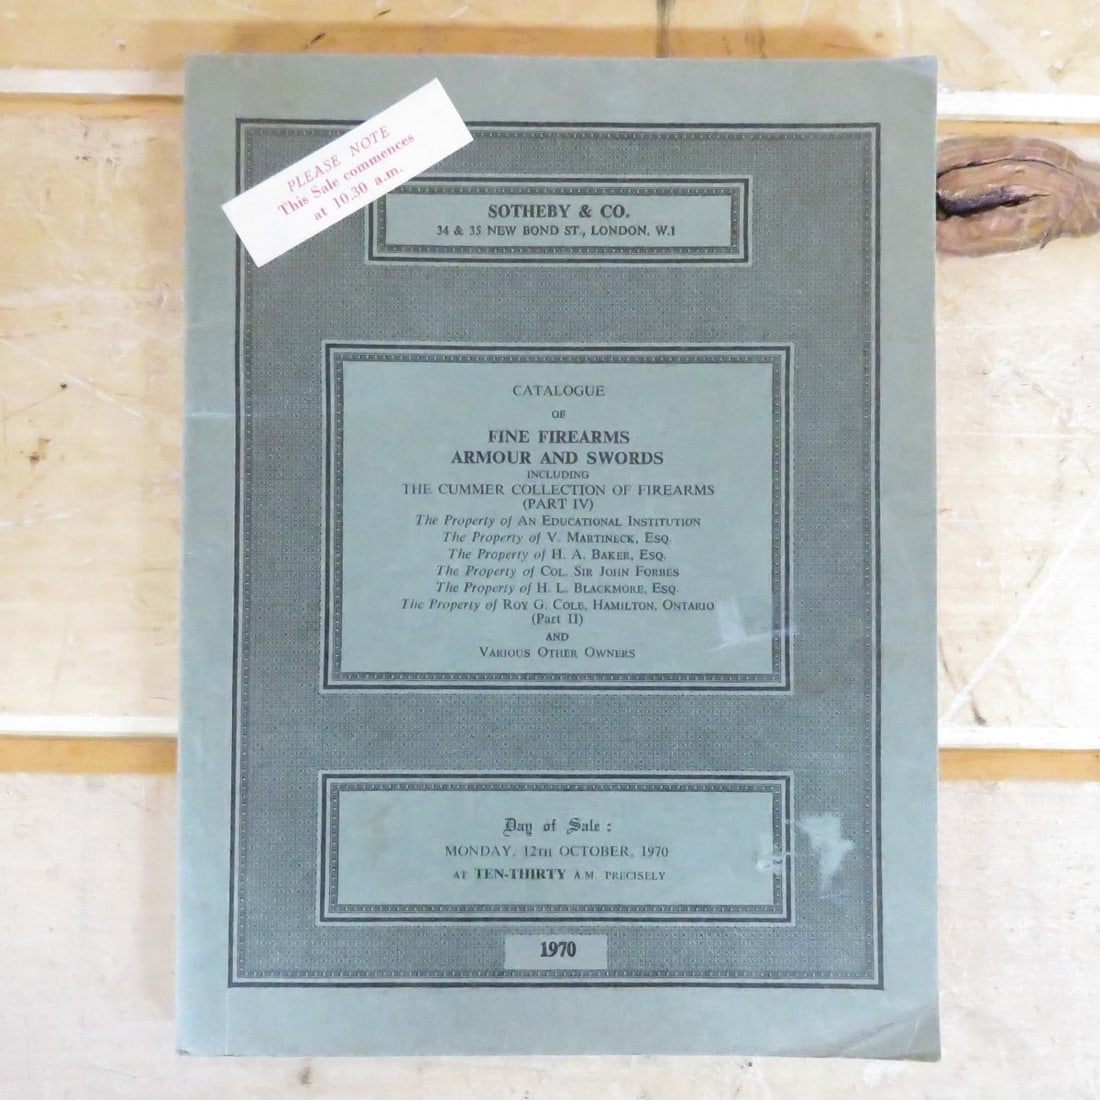 PLEASE NOTE
This Sale commences
at 10.30 a.m.
SOTHEBY & CO.
34 & 35 NEW BOND ST., LONDON, W.1
CATALOGUE
OF
FINE FIREARMS
ARMOUR AND SWORDS
INCLUDING
THE CUMMER COLLECTION OF FIREARMS
(PART IV)
The Property of AN EDUCATIONAL INSTITUTION
The Property of V. MARTINECK, ESQ.
The Property of H. A. BAKER, ESQ.
The Property of COL. SIR JOHN FORBES
The Property of H. L. BLACKMORE, ESQ.
The Property of ROY G. COLE, HAMILTON, ONTARIO
(Part II)
AND
VARIOUS OTHER OWNERS
Day of Sale :
MONDAY, 12TH OCTOBER, 1970
AT TEN-THIRTY A.M. PRECISELY
1970